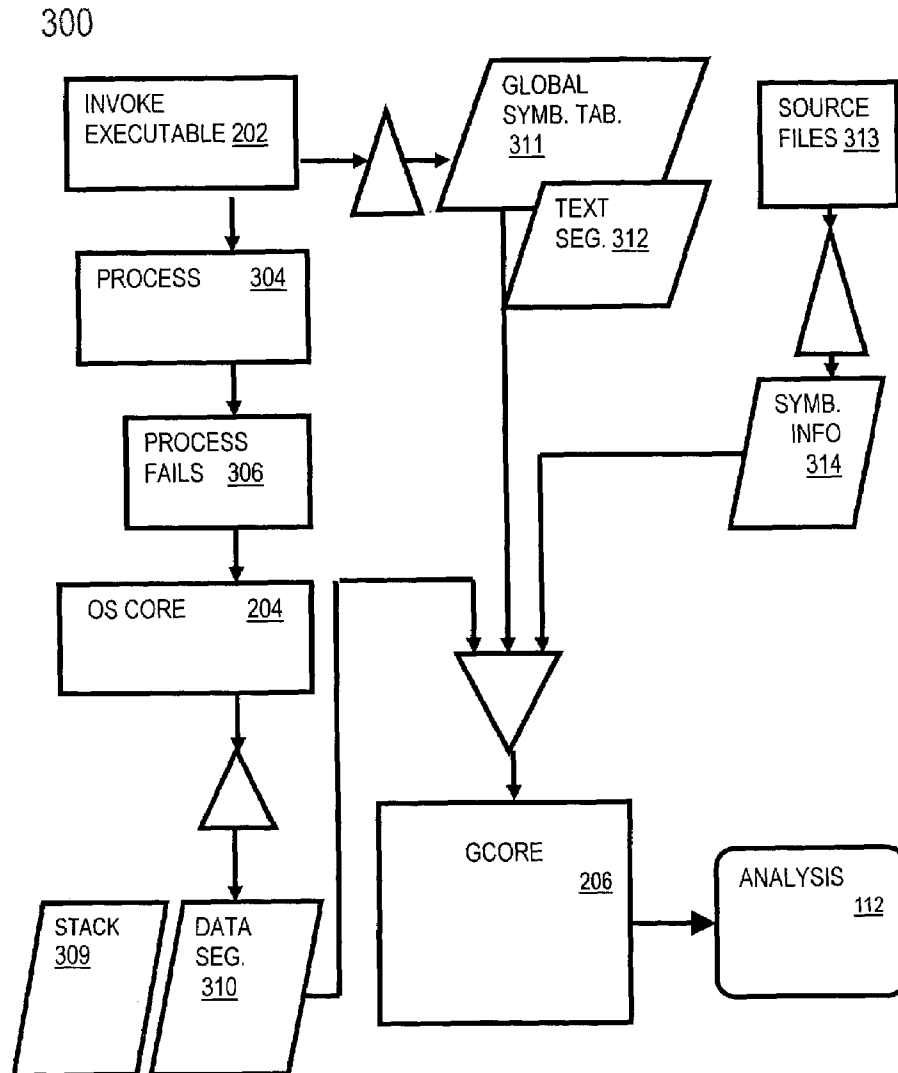 300
INVOKE
EXECUTABLE 202
GLOBAL
SYMB. TAB.
311
TEXT
SEG. 312
SOURCE
FILES 313
PROCESS 304
SYMB.
INFO
314
PROCESS
FAILS 306
OS CORE 204
GCORE
206
ANALYSIS
112
STACK
309
DATA
SEG.
310